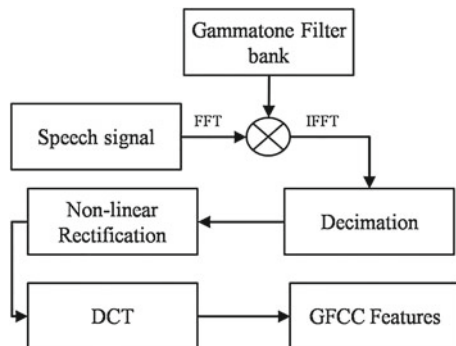 Gammatone Filter
bank
FFT
IFFT
Speech signal
Non-linear
Rectification
Decimation
DCT
GFCC Features